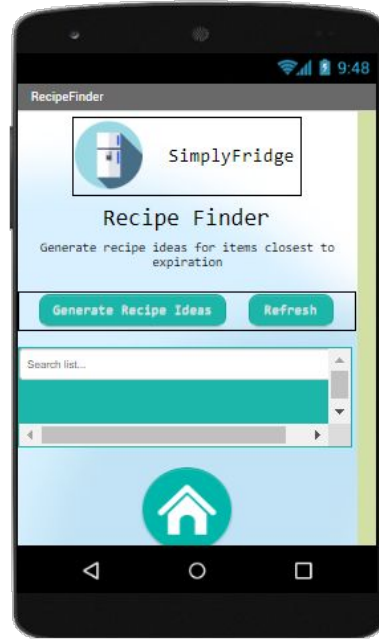 9:48
RecipeFinder
SimplyFridge
Recipe Finder
Generate recipe ideas for items closest to
expiration
Generate Recipe Ideas Refresh
Search list...